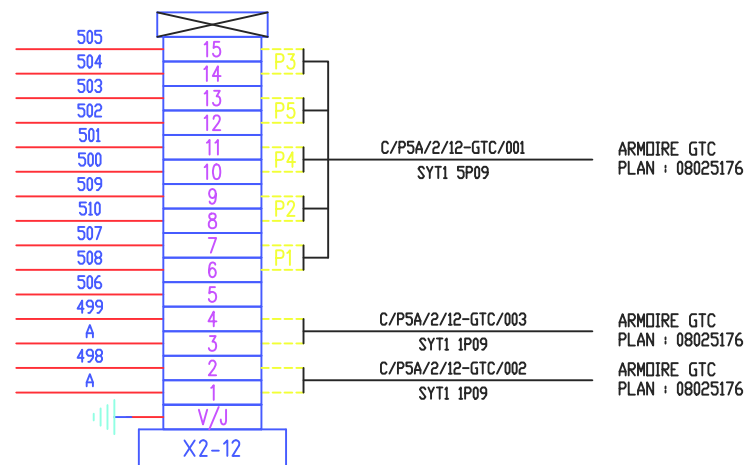 505 15
504 14 P3
503 13
502 12 P5
501 11 C/P5A/2/12-GTC/001 ARMOIRE GTC
500 10 P4 SYT1 5P09 PLAN : 08025176
509 9
510 8 P2
507 7
508 6 P1
506 5
499 4 C/P5A/2/12-GTC/003 ARMOIRE GTC
A 3 SYT1 1P09 PLAN : 08025176
498 2 C/P5A/2/12-GTC/002 ARMOIRE GTC
A 1 SYT1 1P09 PLAN : 08025176
V/J
X2-12